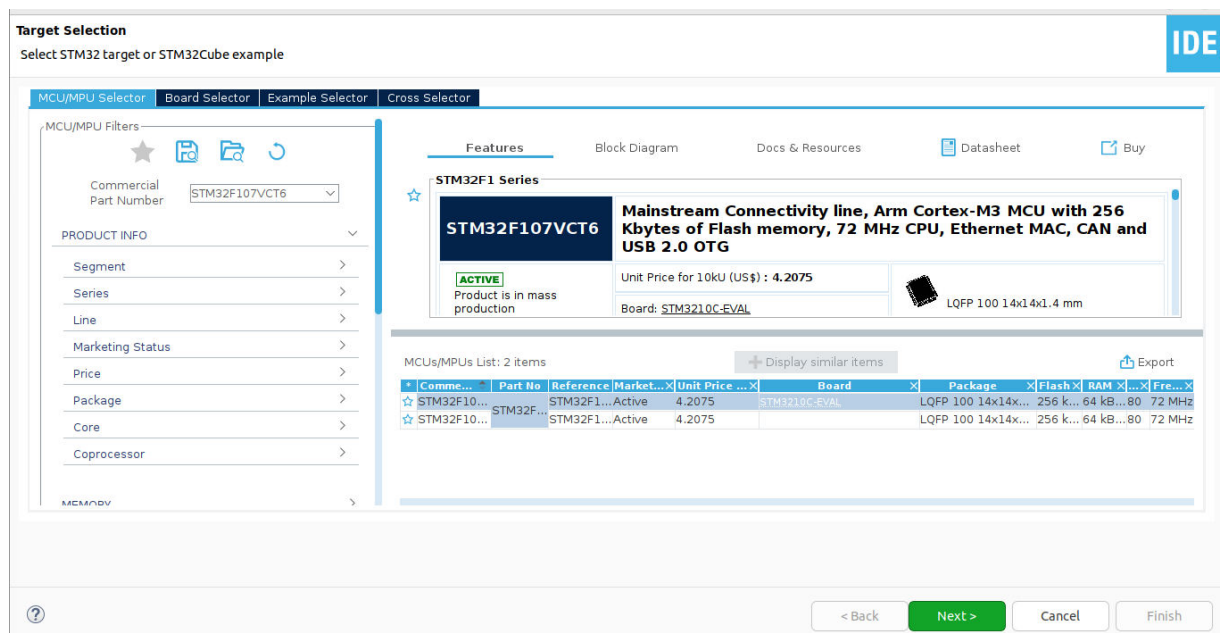 Target Selection
Select STM32 target or STM32Cube example
IDE
MCU/MPU Selector Board Selector Example Selector Cross Selector
MCU/MPU Filters
Commercial
Part Number
STM32F107VCT6
PRODUCT INFO
Segment
Series
Line
Marketing Status
Price
Package
Core
Coprocessor
MEMORY
Features Block Diagram Docs & Resources Datasheet Buy
STM32F1 Series
STM32F107VCT6
Mainstream Connectivity line, Arm Cortex-M3 MCU with 256
Kbytes of Flash memory, 72 MHz CPU, Ethernet MAC, CAN and
USB 2.0 OTG
ACTIVE
Product is in mass
production
Unit Price for 10kU (US$) : 4.2075
Board: STM3210C-EVAL
LQFP 100 14x14x1.4 mm
MCUs/MPUs List: 2 items + Display similar items Export
* Comme... Part No Reference Market...X Unit Price ...X Board X Package X Flash X RAM X ...X Fre...X
STM32F10... STM32F... STM32F1... Active 4.2075 STM3210C-EVAL LQFP 100 14x14x... 256 k... 64 kB... 80 72 MHz
STM32F10... STM32F1... Active 4.2075 LQFP 100 14x14x... 256 k... 64 kB... 80 72 MHz
? < Back Next > Cancel Finish